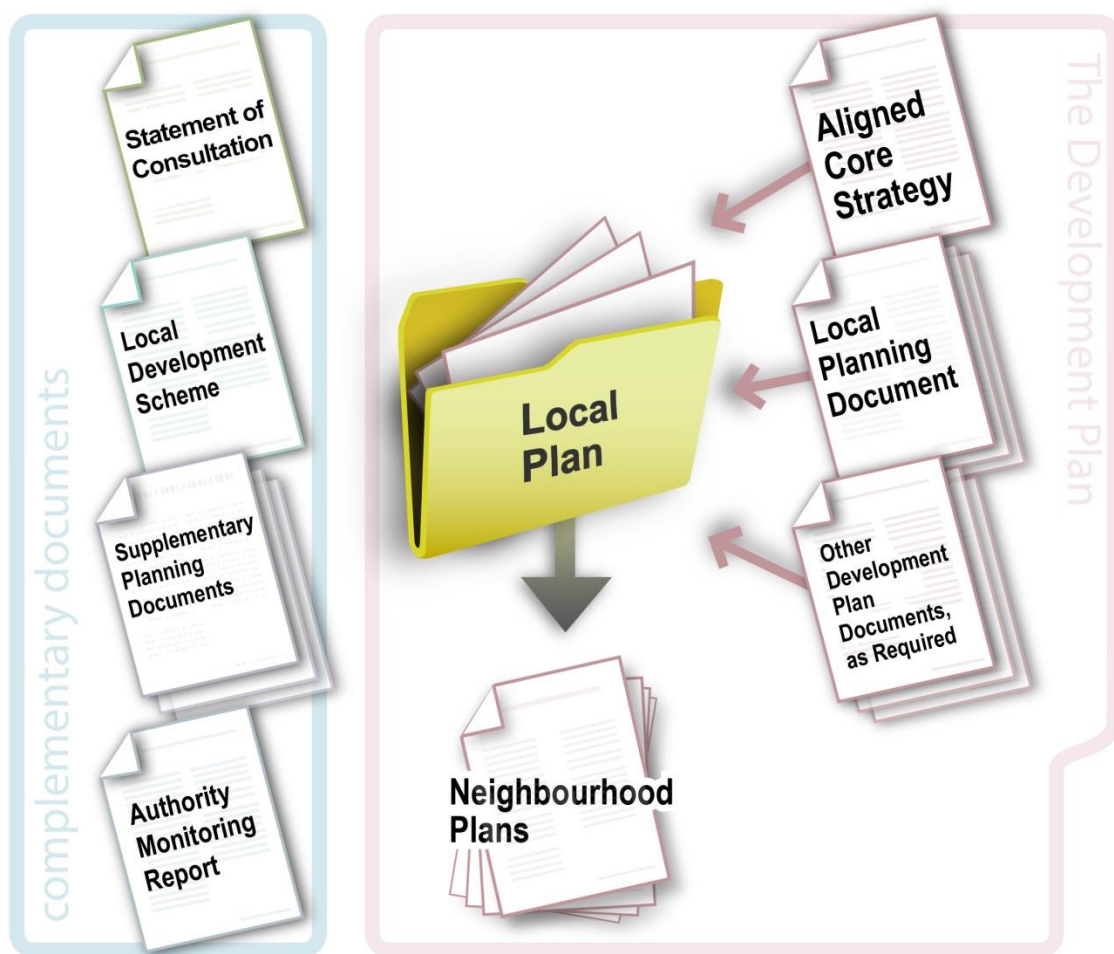 complementary documents
Statement of
Consultation
Local
Development
Scheme
Supplementary
Planning
Documents
Authority
Monitoring
Report
The Development Plan
Aligned
Core
Strategy
Local
Planning
Document
Other
Development
Plan
Documents,
as Required
Local
Plan
Neighbourhood
Plans